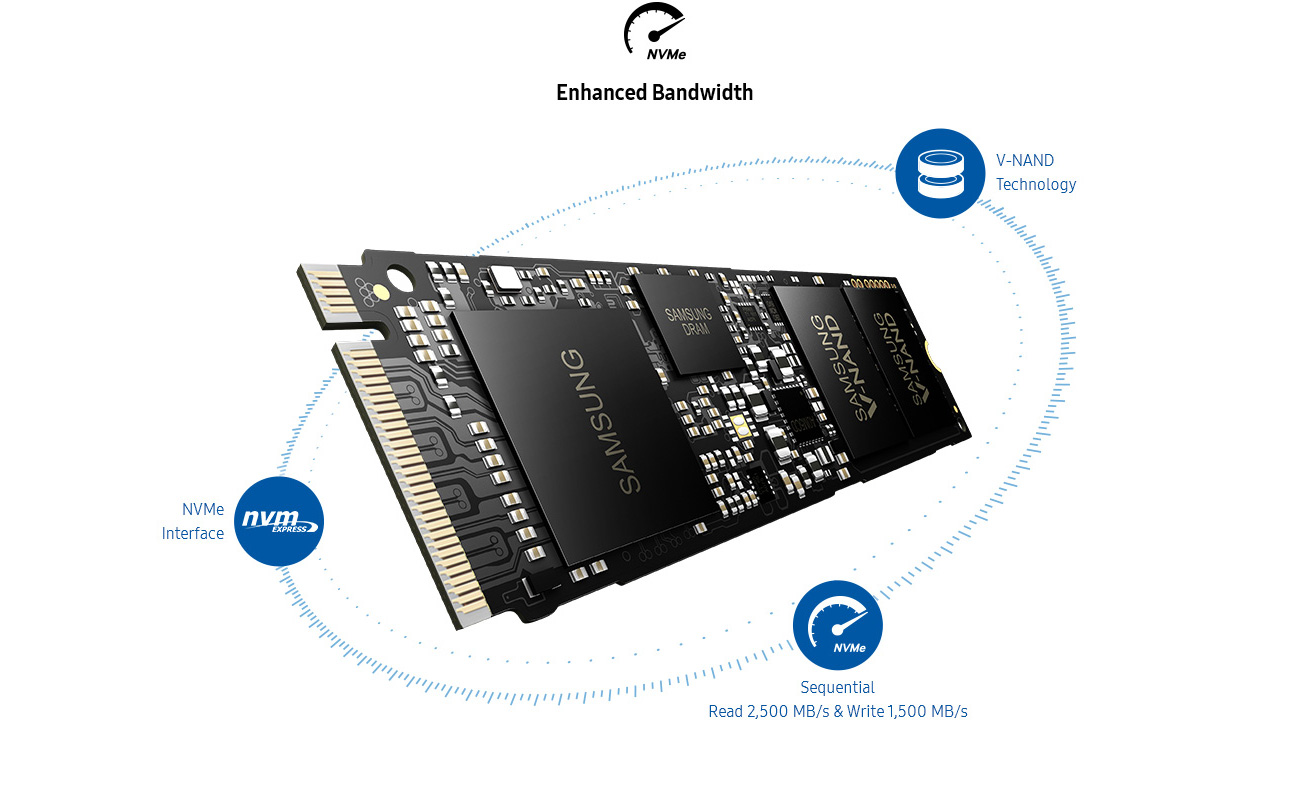 NVMe
Enhanced Bandwidth
V-NAND
Technology
SAMSUNG
SAMSUNG
DRAM
SAMSUNG
V-NAND
SAMSUNG
V-NAND
NVMe
Interface
nvm
EXPRESS
NVMe
Sequential
Read 2,500 MB/s & Write 1,500 MB/s